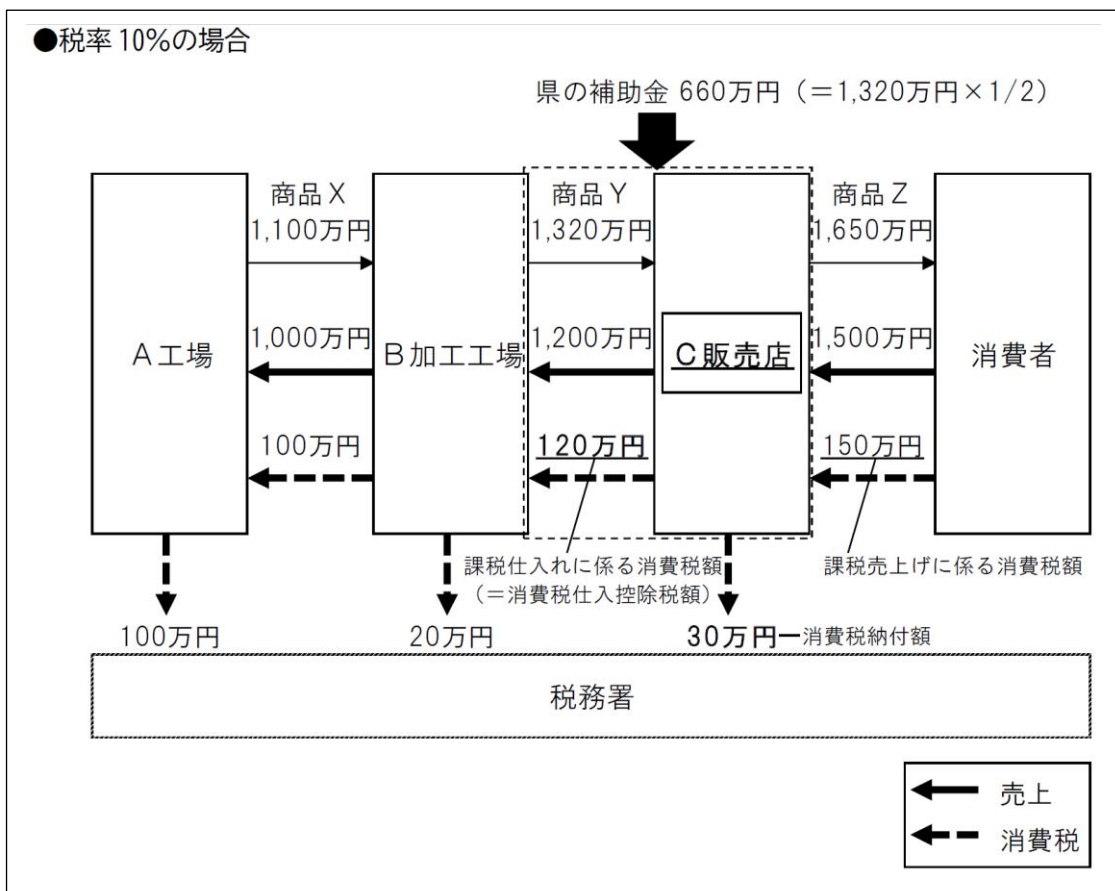 ●税率10%の場合
県の補助金 660万円（＝1,320万円×1/2）
商品X
商品Y
商品Z
1,100万円
1,320万円
1,650万円
A工場
1,000万円
B加工工場
1,200万円
C販売店
1,500万円
消費者
100万円
120万円
150万円
課税仕入れに係る消費税額
（＝消費税仕入控除税額）
課税売上げに係る消費税額
100万円
20万円
30万円
消費税納付額
税務署
売上
消費税